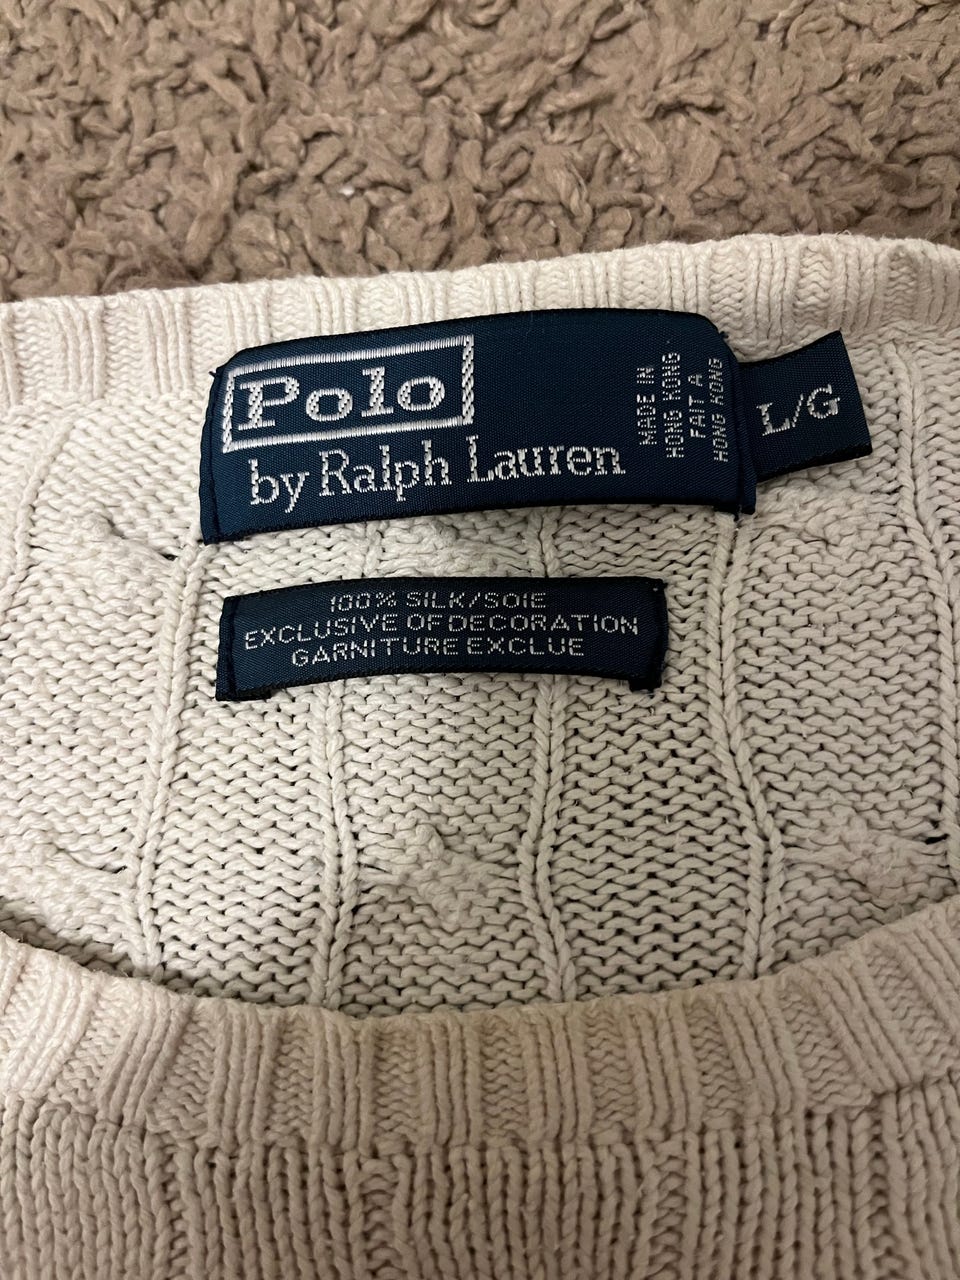 Polo
by Ralph Lauren
MADE IN
HONG KONG
FAIT A
HONG KONG
L/G
100% SILK/SOIE
EXCLUSIVE OF DECORATION
GARNITURE EXCLUE